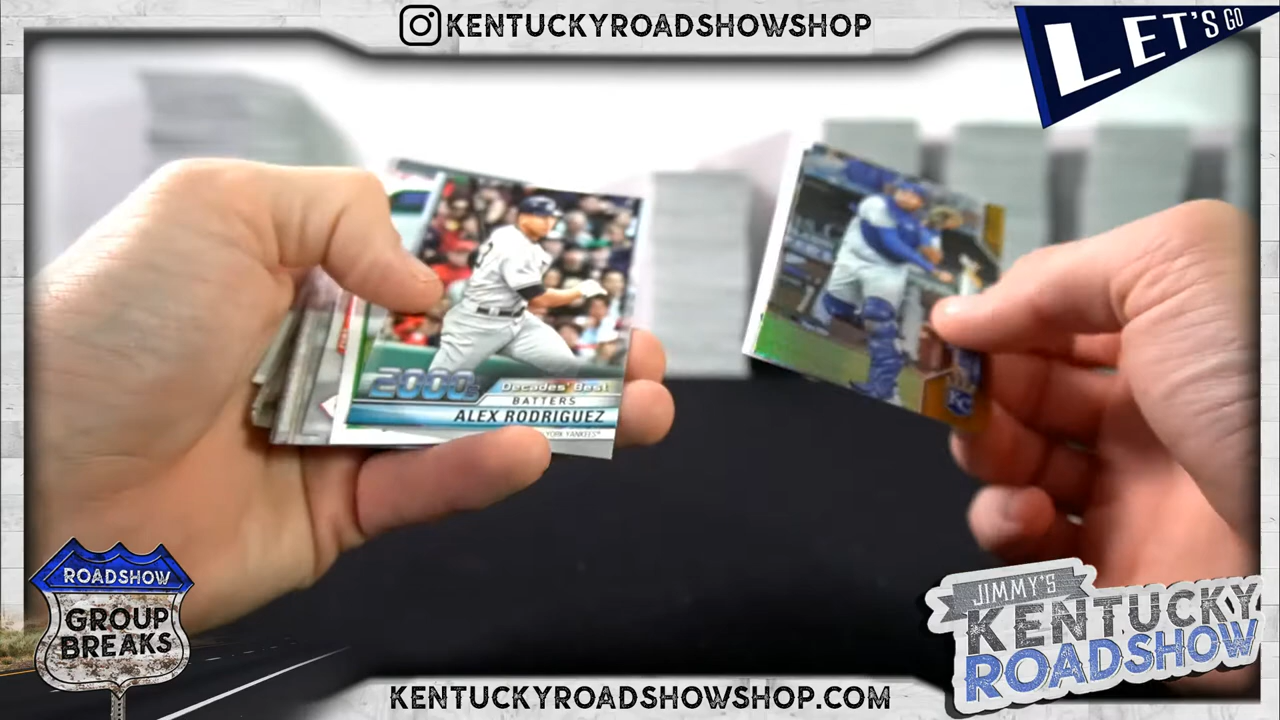 KENTUCKYROADSHOWSHOP
LET'S GO
2000s
Decades' Best
BATTERS
ALEX RODRIGUEZ
YORK YANKEES
KC
ROADSHOW
GROUP
BREAKS
JIMMY'S
KENTUCKY
ROADSHOW
KENTUCKYROADSHOWSHOP.COM